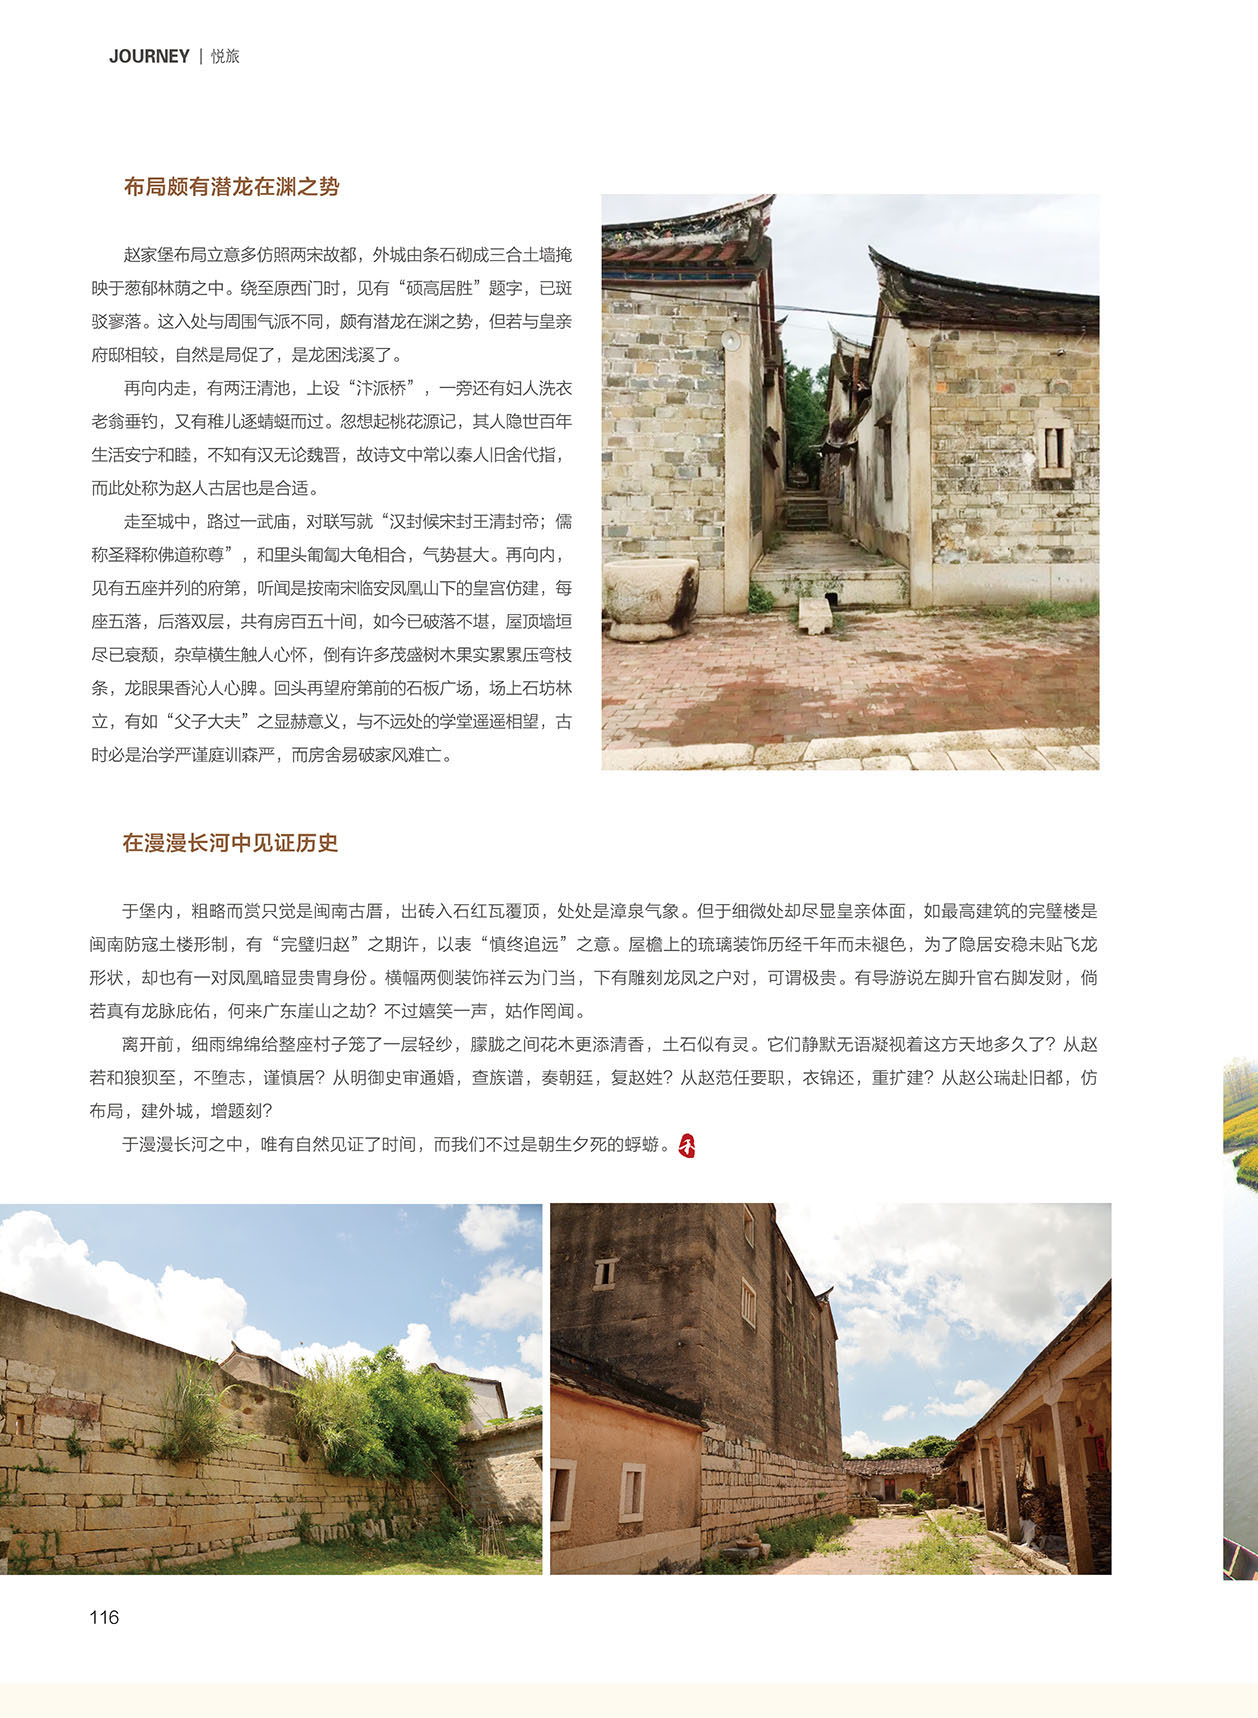 JOURNEY | 悦旅
布局颇有潜龙在渊之势
赵家堡布局立意多仿照两宋故都，外城由条石砌成三合土墙掩
映于葱郁林荫之中。绕至原西门时，见有“硕高居胜”题字，已斑
驳寥落。这入处与周围气派不同，颇有潜龙在渊之势，但若与皇亲
府邸相较，自然是局促了，是龙困浅溪了。
再向内走，有两汪清池，上设“汴派桥”，一旁还有妇人洗衣
老翁垂钓，又有稚儿逐蜻蜓而过。忽想起桃花源记，其人隐世百年
生活安宁和睦，不知有汉无论魏晋，故诗文中常以秦人旧舍代指，
而此处称为赵人古居也是合适。
走至城中，路过一武庙，对联写就“汉封候宋封王清封帝；儒
称圣释称佛道称尊”，和里头匍匐大龟相合，气势甚大。再向内，
见有五座并列的府第，听闻是按南宋临安凤凰山下的皇宫仿建，每
座五落，后落双层，共有房百五十间，如今已破落不堪，屋顶墙垣
尽已衰颓，杂草横生触人心怀，倒有许多茂盛树木果实累累压弯枝
条，龙眼果香沁人心脾。回头再望府第前的石板广场，场上石坊林
立，有如“父子大夫”之显赫意义，与不远处的学堂遥遥相望，古
时必是治学严谨庭训森严，而房舍易破家风难亡。
在漫漫长河中见证历史
于堡内，粗略而赏只觉是闽南古厝，出砖入石红瓦覆顶，处处是漳泉气象。但于细微处却尽显皇亲体面，如最高建筑的完璧楼是
闽南防寇土楼形制，有“完璧归赵”之期许，以表“慎终追远”之意。屋檐上的琉璃装饰历经千年而未褪色，为了隐居安稳未贴飞龙
形状，却也有一对凤凰暗显贵胄身份。横幅两侧装饰祥云为门当，下有雕刻龙凤之户对，可谓极贵。有导游说左脚升官右脚发财，倘
若真有龙脉庇佑，何来广东崖山之劫？不过嬉笑一声，姑作罔闻。
离开前，细雨绵绵给整座村子笼了一层轻纱，朦胧之间花木更添清香，土石似有灵。它们静默无语凝视着这方天地多久了？从赵
若和狼狈至，不堕志，谨慎居？从明御史审通婚，查族谱，奏朝廷，复赵姓？从赵范任要职，衣锦还，重扩建？从赵公瑞赴旧都，仿
布局，建外城，增题刻？
于漫漫长河之中，唯有自然见证了时间，而我们不过是朝生夕死的蜉蝣。
116